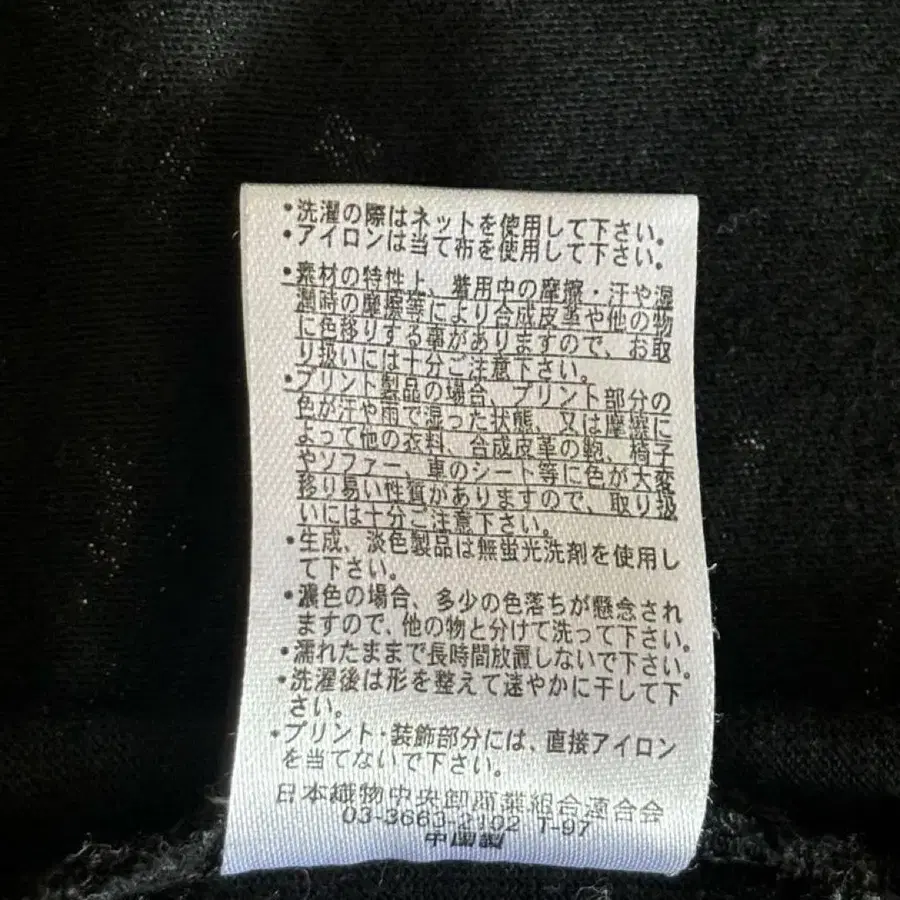 ・洗濯の際はネットを使用して下さい。
・アイロンは当て布を使用して下さい。
・素材の特性上、着用中の摩擦・汗や湿
潤時の摩擦等により合成皮革や他の物
に色移りする事がありますので、お取
り扱いには十分ご注意下さい。
・プリント製品の場合、プリント部分の
色が汗や雨で湿った状態、又は摩擦に
よって他の衣料、合成皮革の鞄、椅子
やソファー、車のシート等に色が大変
移り易い性質がありますので、取り扱
いには十分ご注意下さい。
・生成、淡色製品は無蛍光洗剤を使用し
て下さい。
・濃色の場合、多少の色落ちが懸念され
ますので、他の物と分けて洗って下さい。
・濡れたままで長時間放置しないで下さい。
・洗濯後は形を整えて速やかに干して下
さい。
・プリント・装飾部分には、直接アイロン
を当てないで下さい。
日本織物中央卸商業組合連合会
03-3663-2102 T-97
中国製